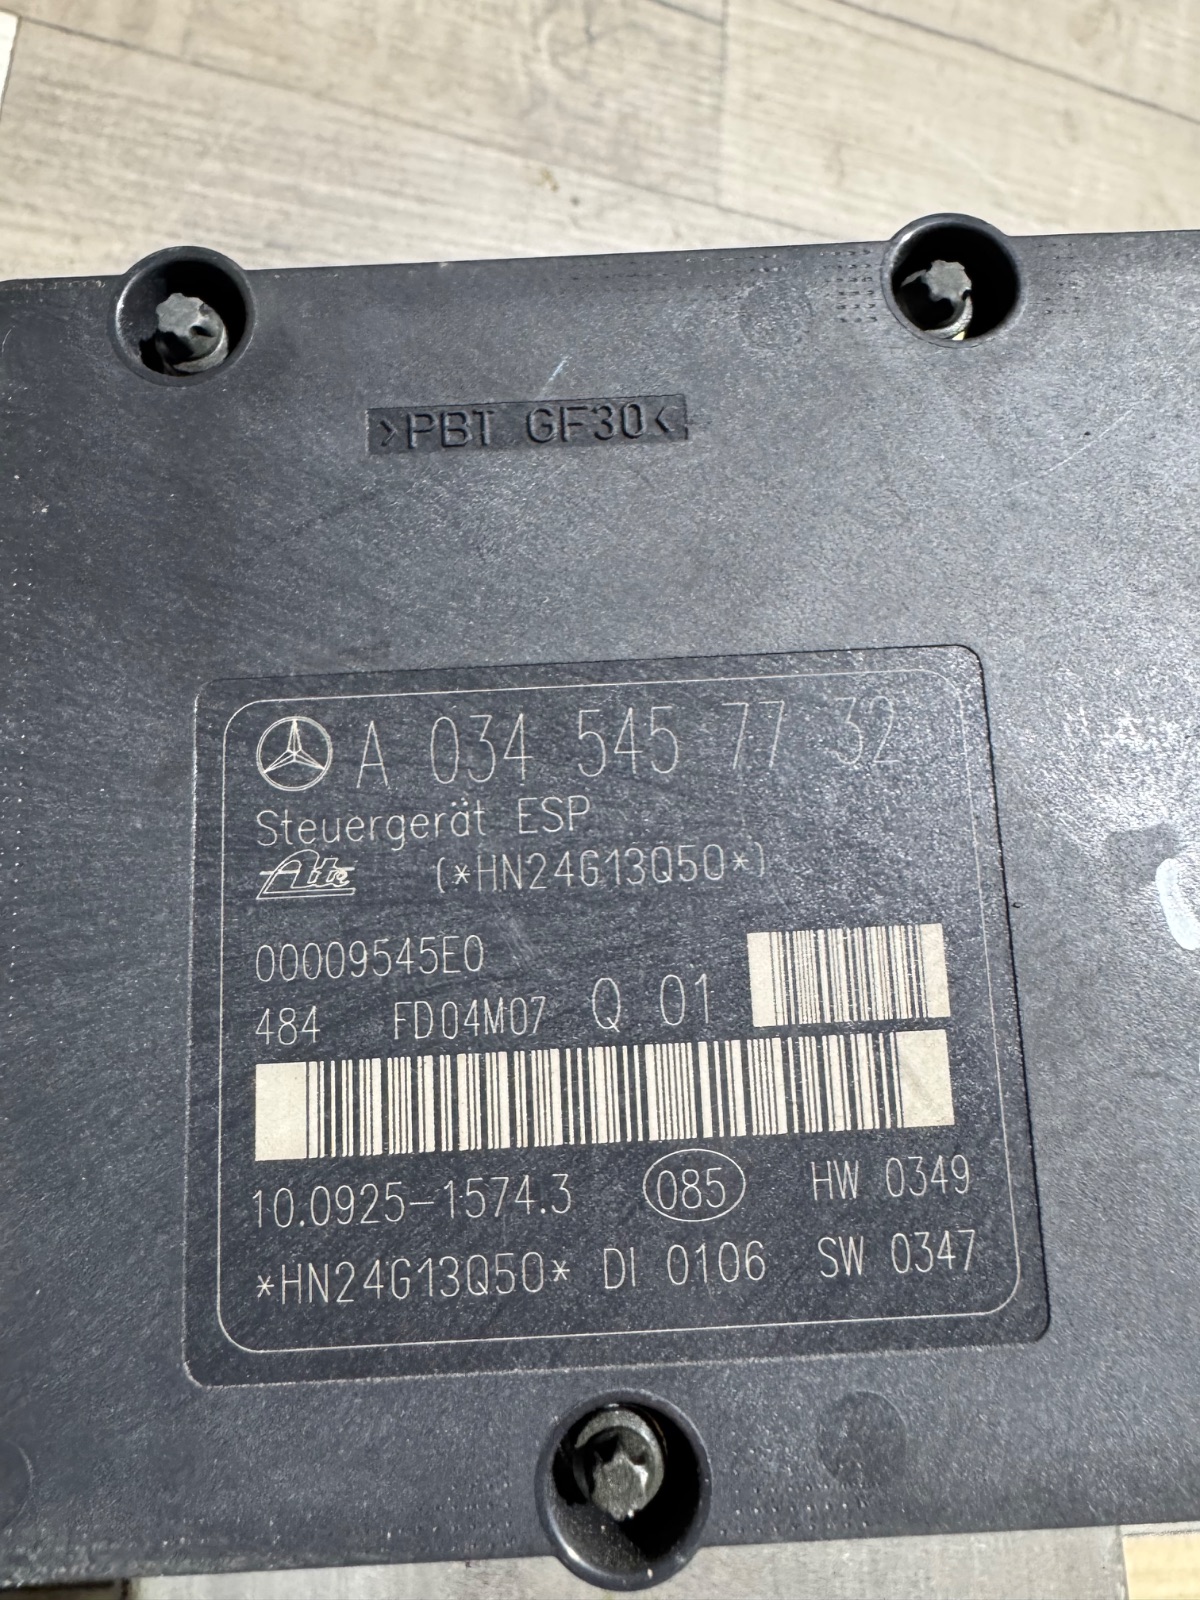 >PBT GF30<
A 034 545 77 32
Steuergerät ESP
Ate (*HN24G13Q50*)
00009545E0
484 FD04M07 Q 01
10.0925-1574.3 085 HW 0349
*HN24G13Q50* DI 0106 SW 0347